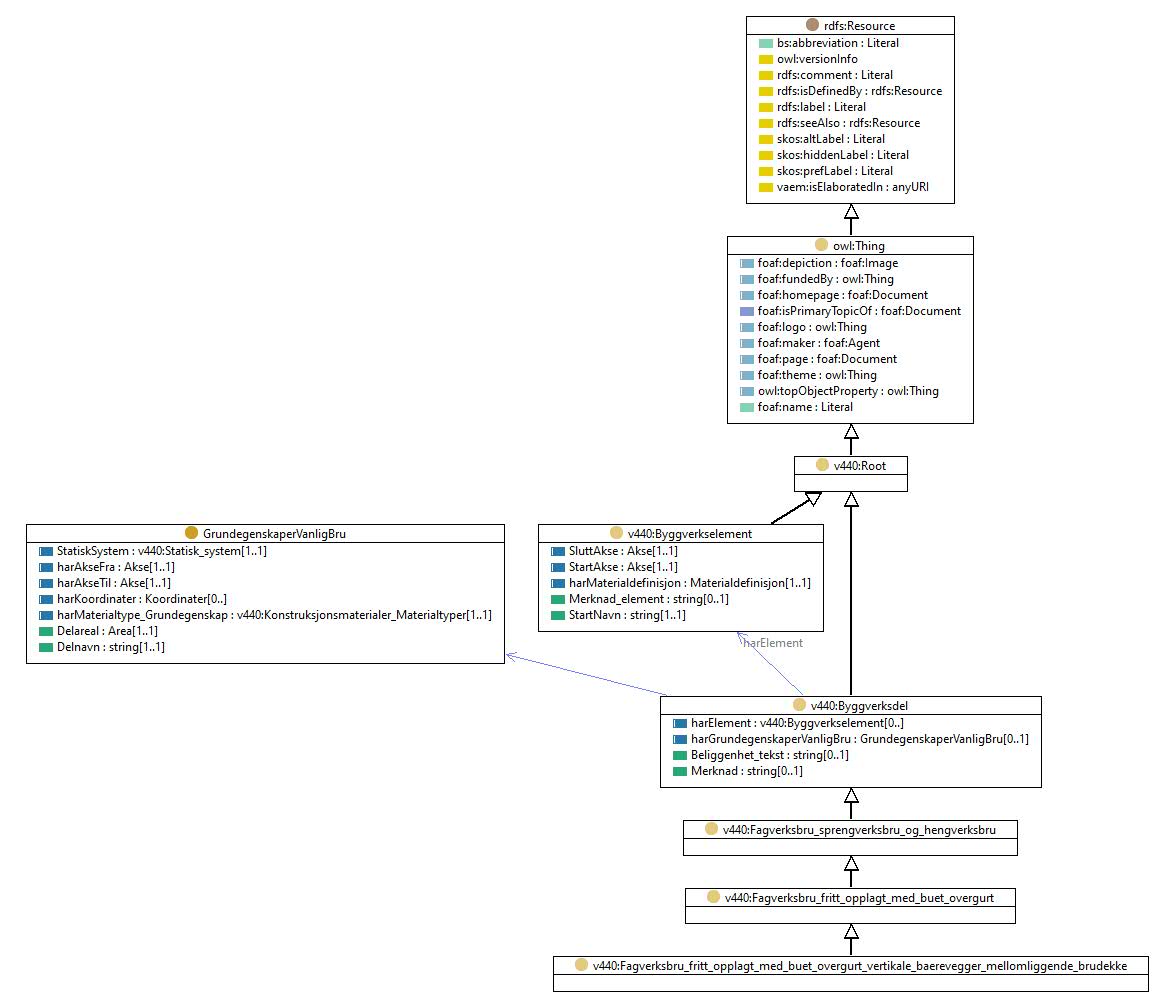 rdfs:Resource
bs:abbreviation : Literal
owl:versionInfo
rdfs:comment : Literal
rdfs:isDefinedBy : rdfs:Resource
rdfs:label : Literal
rdfs:seeAlso : rdfs:Resource
skos:altLabel : Literal
skos:hiddenLabel : Literal
skos:prefLabel : Literal
vaem:isElaboratedIn : anyURI
owl:Thing
foaf:depiction : foaf:Image
foaf:fundedBy : owl:Thing
foaf:homepage : foaf:Document
foaf:isPrimaryTopicOf : foaf:Document
foaf:logo : owl:Thing
foaf:maker : foaf:Agent
foaf:page : foaf:Document
foaf:theme : owl:Thing
owl:topObjectProperty : owl:Thing
foaf:name : Literal
v440:Root
GrundegenskaperVanligBru
StatiskSystem : v440:Statisk_system[1..1]
harAkseFra : Akse[1..1]
harAkseTil : Akse[1..1]
harKoordinater : Koordinater[0..]
harMaterialtype_Grundegenskap : v440:Konstruksjonsmaterialer_Materialtyper[1..1]
Delareal : Area[1..1]
Delnavn : string[1..1]
v440:Byggverkselement
SluttAkse : Akse[1..1]
StartAkse : Akse[1..1]
harMaterialdefinisjon : Materialdefinisjon[1..1]
Merknad_element : string[0..1]
StartNavn : string[1..1]
harElement
v440:Byggverksdel
harElement : v440:Byggverkselement[0..]
harGrundegenskaperVanligBru : GrundegenskaperVanligBru[0..1]
Beliggenhet_tekst : string[0..1]
Merknad : string[0..1]
v440:Fagverksbru_sprengverksbru_og_hengverksbru
v440:Fagverksbru_fritt_opplagt_med_buet_overgurt
v440:Fagverksbru_fritt_opplagt_med_buet_overgurt_vertikale_baerevegger_mellomliggende_brudekke